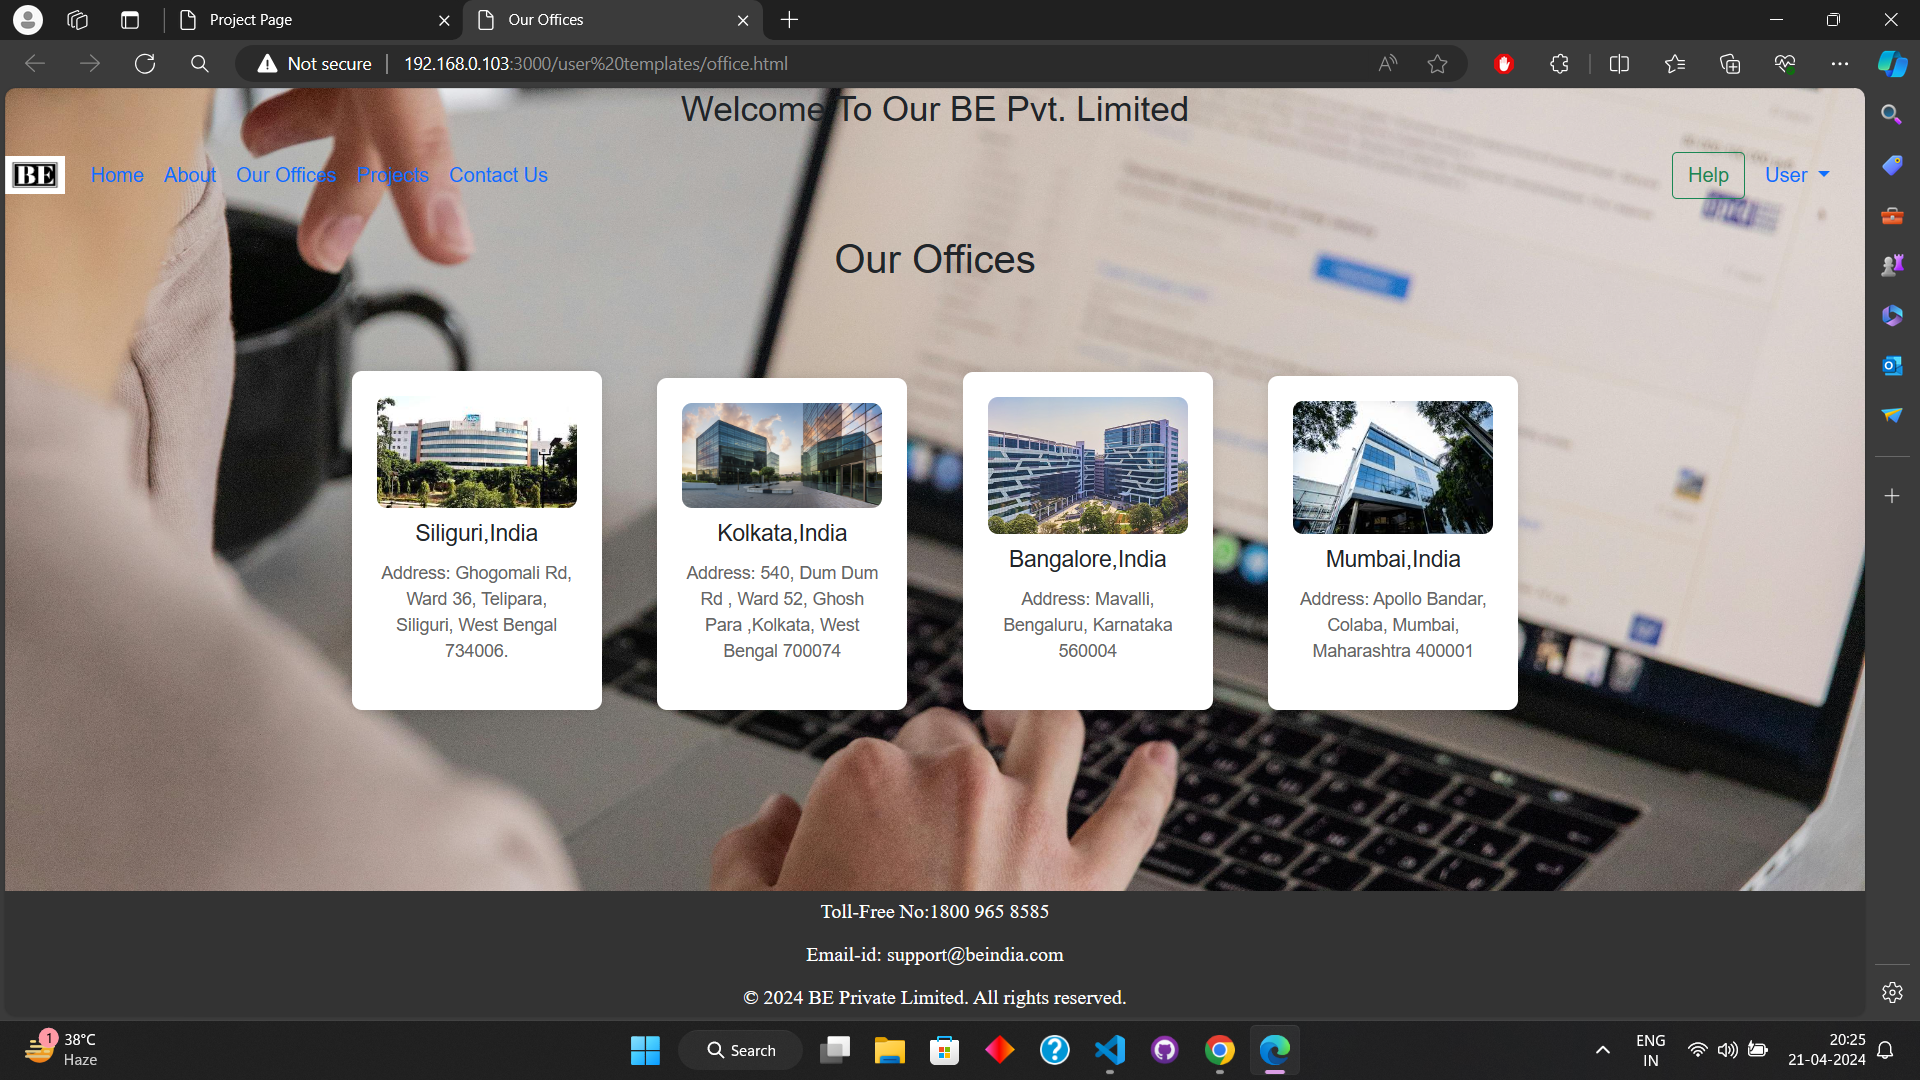 Project Page
Our Offices
Not secure
192.168.0.103:3000/user%20templates/office.html
Welcome To Our BE Pvt. Limited
BE
Home
About
Our Offices
Projects
Contact Us
Help
User
Our Offices
Siliguri,India
Address: Ghogomali Rd,
Ward 36, Telipara,
Siliguri, West Bengal
734006.
Kolkata,India
Address: 540, Dum Dum
Rd , Ward 52, Ghosh
Para ,Kolkata, West
Bengal 700074
Bangalore,India
Address: Mavalli,
Bengaluru, Karnataka
560004
Mumbai,India
Address: Apollo Bandar,
Colaba, Mumbai,
Maharashtra 400001
Toll-Free No:1800 965 8585
Email-id: support@beindia.com
© 2024 BE Private Limited. All rights reserved.
1
38°C
Haze
Search
ENG
IN
20:25
21-04-2024